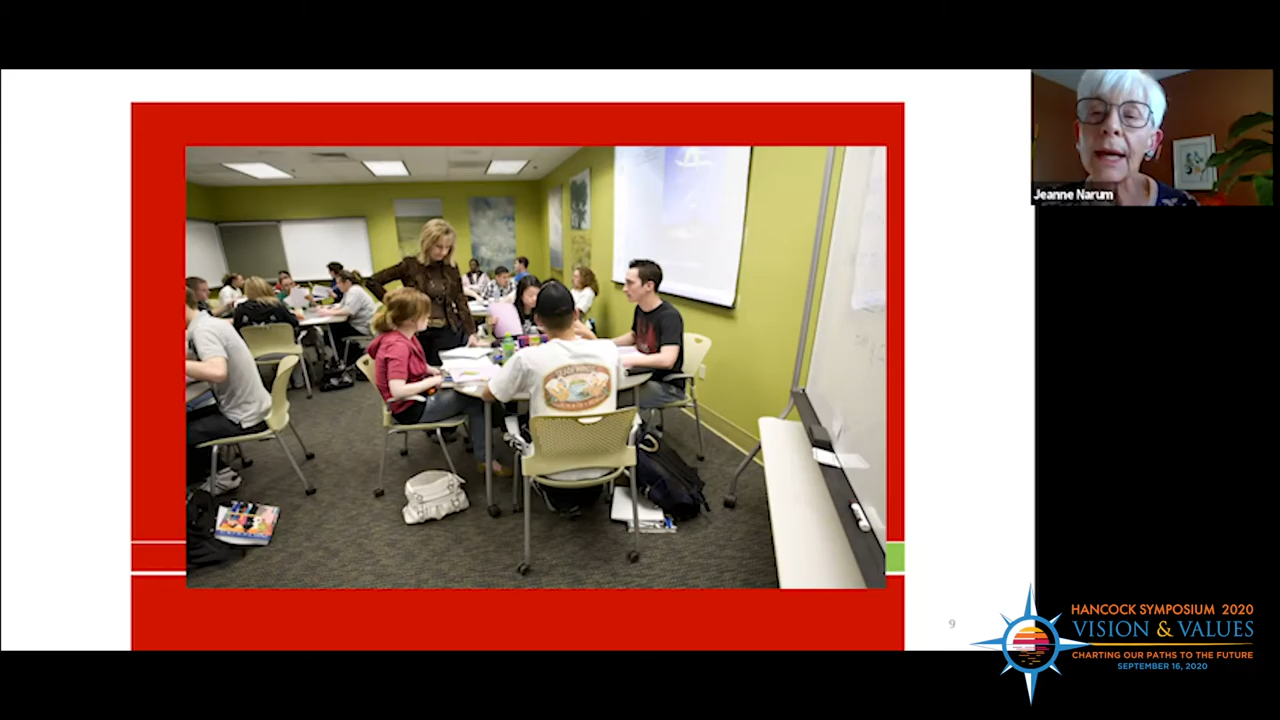 Jeanne Narum
9
HANCOCK SYMPOSIUM 2020
VISION & VALUES
CHARTING OUR PATHS TO THE FUTURE
SEPTEMBER 16, 2020